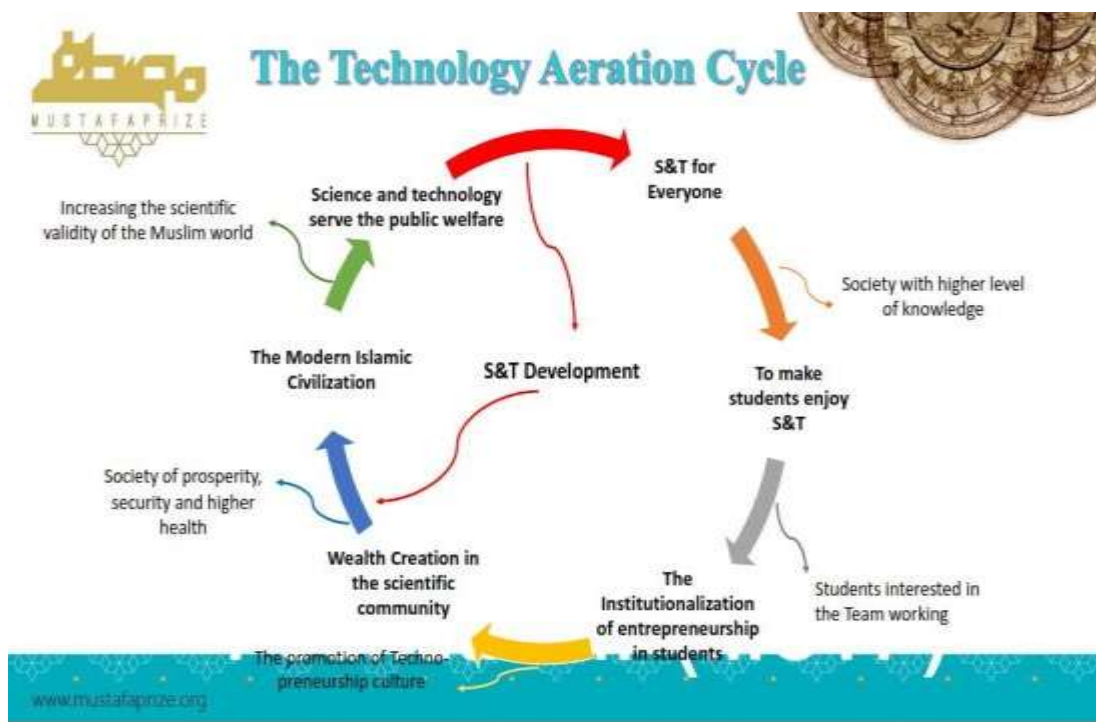 MUSTAFAPRIZE
The Technology Aeration Cycle
Science and technology
serve the public welfare
S&T for
Everyone
Increasing the scientific
validity of the Muslim world
Society with higher level
of knowledge
The Modern Islamic
Civilization
S&T Development
To make
students enjoy
S&T
Society of prosperity,
security and higher
health
Wealth Creation in
the scientific
community
The
Institutionalization
of entrepreneurship
in students
Students interested in
the Team working
The promotion of Techno-
preneurship culture
www.mustafaprize.org